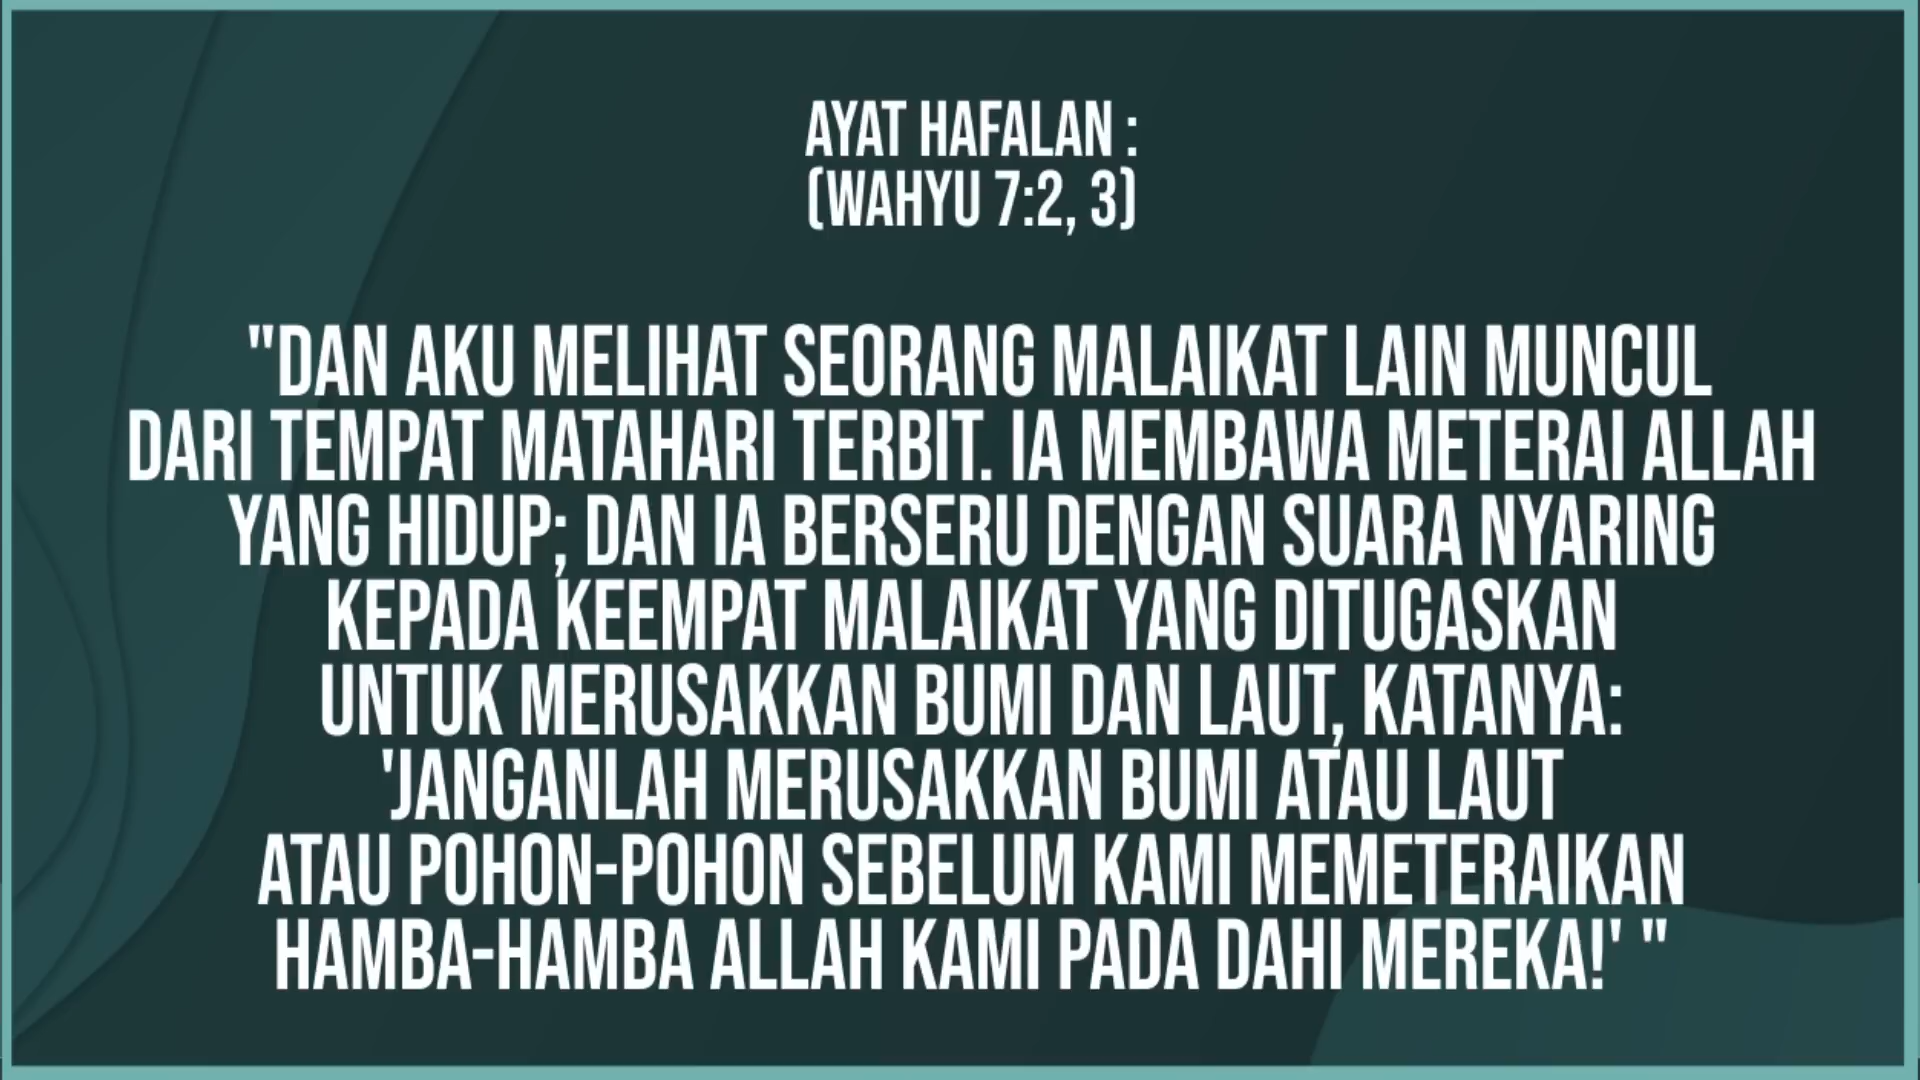 AYAT HAFALAN :
(WAHYU 7:2, 3)
"DAN AKU MELIHAT SEORANG MALAIKAT LAIN MUNCUL
DARI TEMPAT MATAHARI TERBIT. IA MEMBAWA METERAI ALLAH
YANG HIDUP; DAN IA BERSERU DENGAN SUARA NYARING
KEPADA KEEMPAT MALAIKAT YANG DITUGASKAN
UNTUK MERUSAKKAN BUMI DAN LAUT, KATANYA:
'JANGANLAH MERUSAKKAN BUMI ATAU LAUT
ATAU POHON-POHON SEBELUM KAMI MEMETERAIKAN
HAMBA-HAMBA ALLAH KAMI PADA DAHI MEREKA!' "